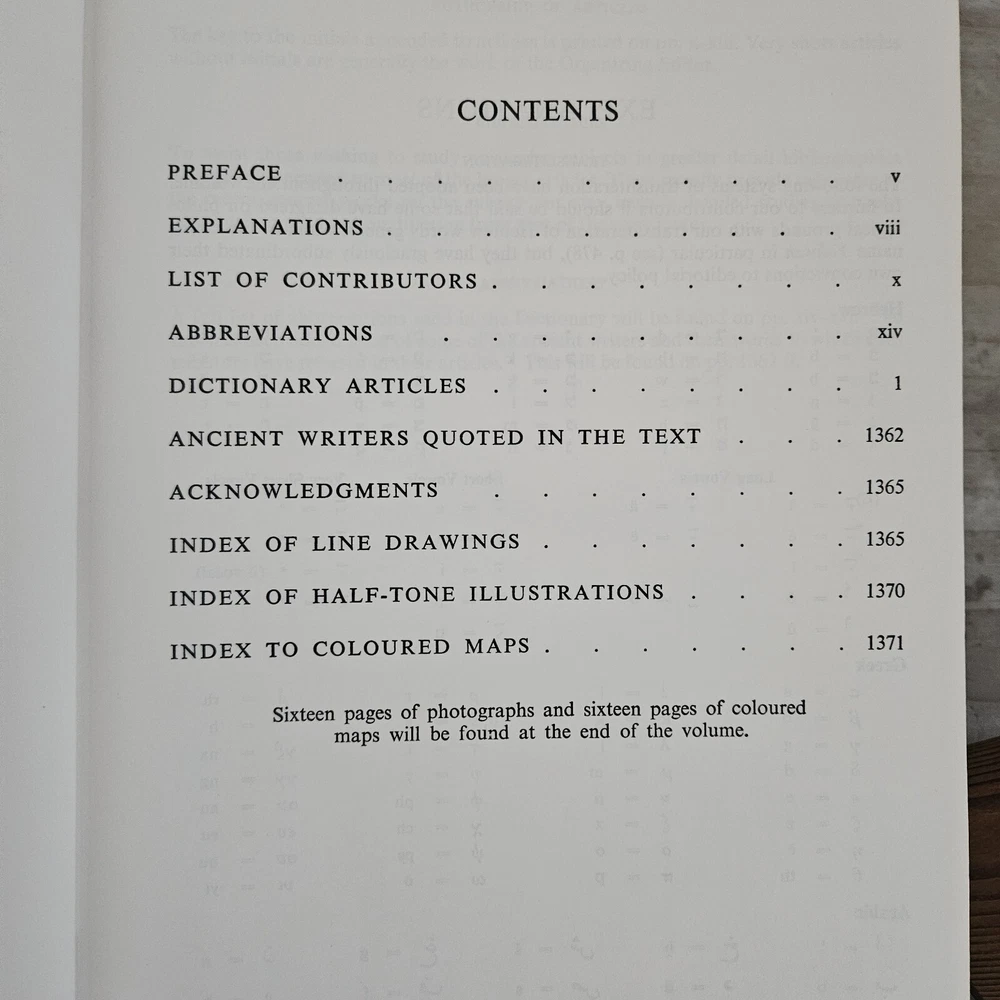 CONTENTS
PREFACE . . . . . . . . . . . v
EXPLANATIONS . . . . . . . . . . viii
LIST OF CONTRIBUTORS . . . . . . . . x
ABBREVIATIONS . . . . . . . . . xiv
DICTIONARY ARTICLES . . . . . . . . 1
ANCIENT WRITERS QUOTED IN THE TEXT . . . 1362
ACKNOWLEDGMENTS . . . . . . . . 1365
INDEX OF LINE DRAWINGS . . . . . . . 1365
INDEX OF HALF-TONE ILLUSTRATIONS . . . . 1370
INDEX TO COLOURED MAPS . . . . . . . 1371
Sixteen pages of photographs and sixteen pages of coloured
maps will be found at the end of the volume.